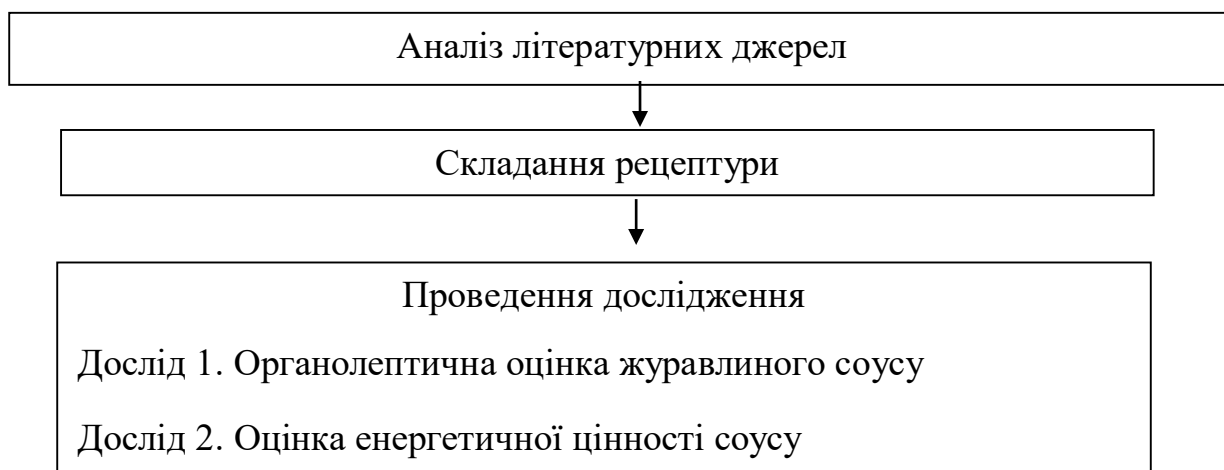 Аналіз літературних джерел
Складання рецептури
Проведення дослідження
Дослід 1. Органолептична оцінка журавлиного соусу
Дослід 2. Оцінка енергетичної цінності соусу